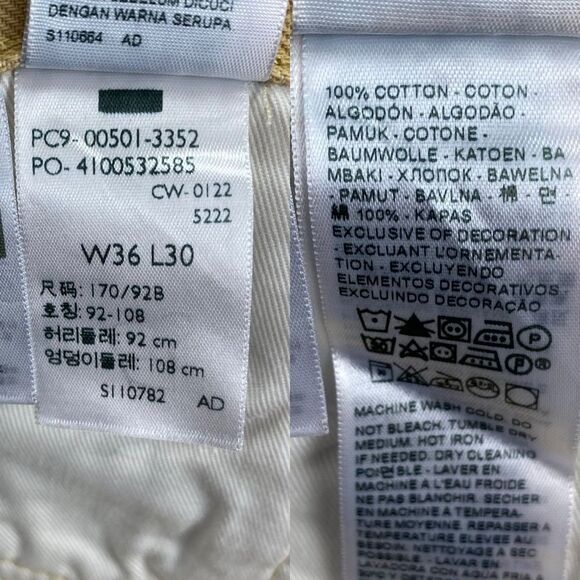 DICUCI
DENGAN WARNA SERUPA
S110664 AD
PC9-00501-3352
PO-4100532585
CW-0122
5222
W36 L30
尺码: 170/92B
호칭: 92-108
허리둘레: 92 cm
엉덩이둘레: 108 cm
S110782 AD
100% COTTON - COTON -
ALGODÓN - ALGODÃO -
PAMUK - COTONE -
BAUMWOLLE - KATOEN - BA
MBAKI - ХЛОПОК - BAWELNA
- PAMUT - BAVLNA - 棉 - 면 -
綿 100% - KAPAS
EXCLUSIVE OF DECORATION
- EXCLUANT L'ORNEMENTA-
TION - EXCLUYENDO
ELEMENTOS DECORATIVOS -
EXCLUINDO DECORAÇÃO
MACHINE WASH COLD. DO
NOT BLEACH. TUMBLE DRY
MEDIUM. HOT IRON
IF NEEDED. DRY CLEANING
BLE - LAVER EN
MACHINE A L'EAU FROIDE.
NE PAS BLANCHIR. SECHER
EN MACHINE A TEMPERA-
TURE MOYENNE. REPASSER A
TEMPERATURE ELEVEE AU
BESOIN. NETTOYAGE A SEC